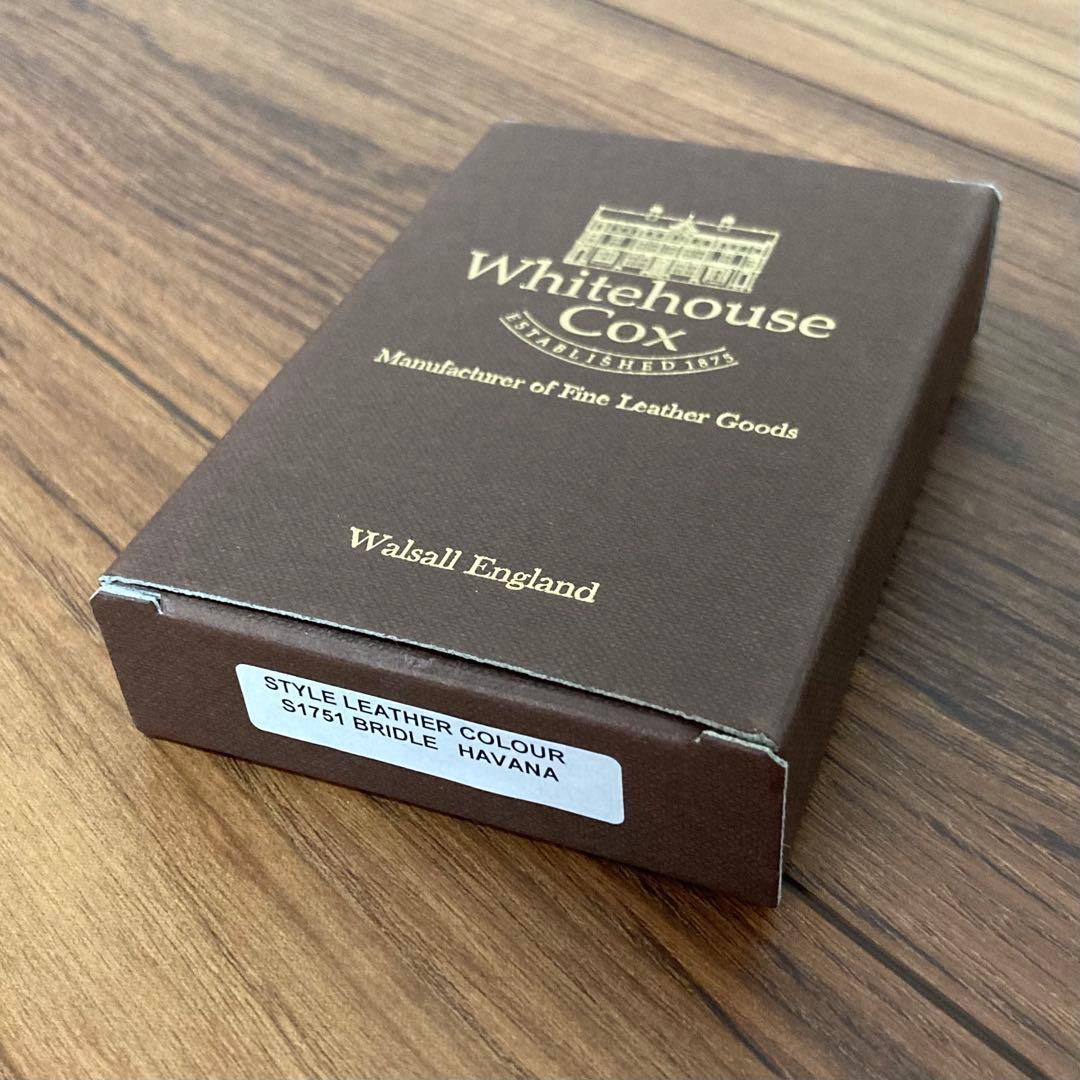 Whitehouse
Cox
ESTABLISHED 1875
Manufacturer of Fine Leather Goods
Walsall England
STYLE LEATHER COLOUR
S1751 BRIDLE HAVANA